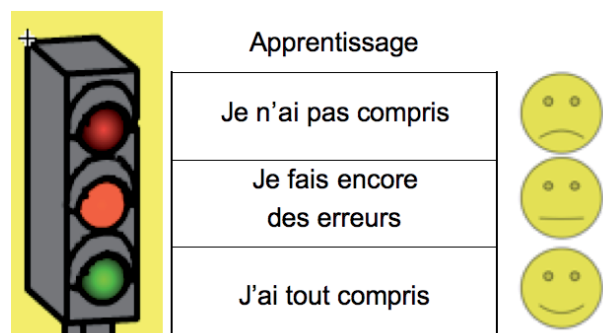 Apprentissage
Je n'ai pas compris
Je fais encore
des erreurs
J'ai tout compris